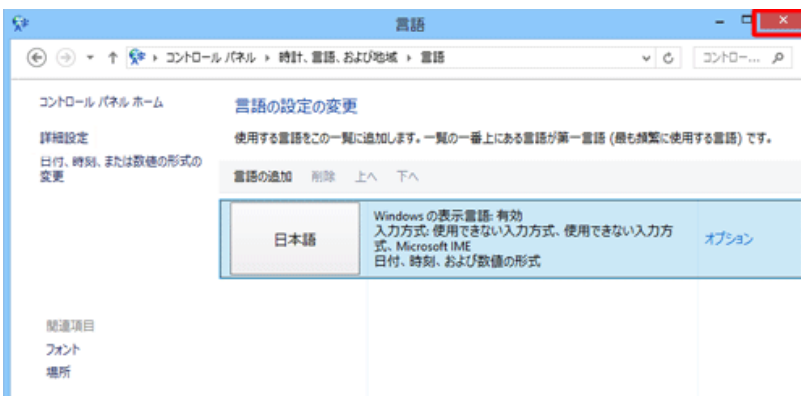 言語
コントロール パネル ▸ 時計、言語、および地域 ▸ 言語
コントロー...
コントロール パネル ホーム
詳細設定
日付、時刻、または数値の形式の
変更
言語の設定の変更
使用する言語をこの一覧に追加します。一覧の一番上にある言語が第一言語 (最も頻繁に使用する言語) です。
言語の追加 削除 上へ 下へ
日本語
Windows の表示言語: 有効
入力方式: 使用できない入力方式、使用できない入力方
式、Microsoft IME
日付、時刻、および数値の形式
オプション
関連項目
フォント
場所